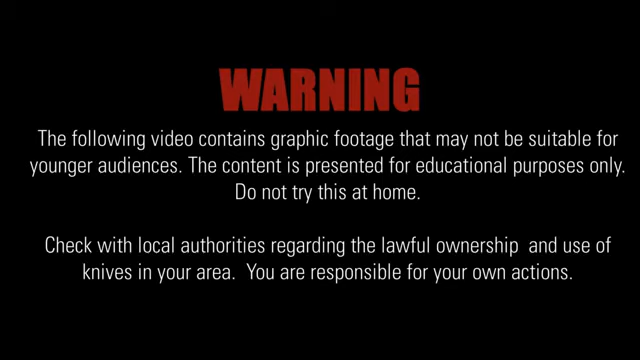 WARNING
The following video contains graphic footage that may not be suitable for
younger audiences. The content is presented for educational purposes only.
Do not try this at home.
Check with local authorities regarding the lawful ownership and use of
knives in your area. You are responsible for your own actions.